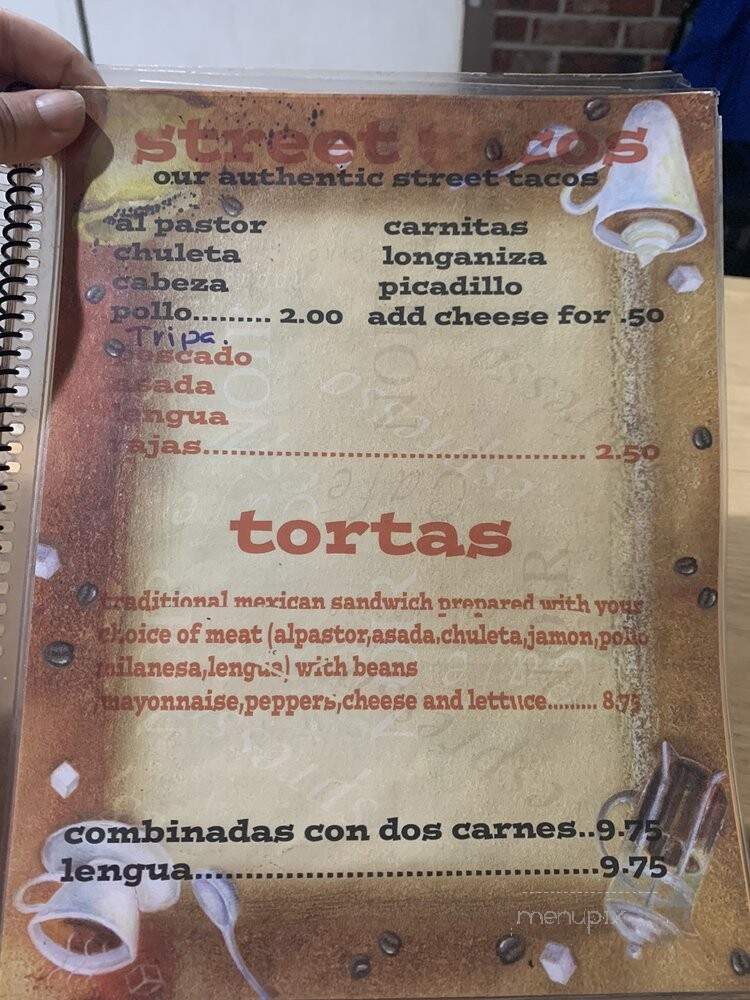 street tacos
our authentic street tacos
al pastor carnitas
chuleta longaniza
cabeza picadillo
pollo......... 2.00 add cheese for .50
Tripa.
pescado
asada
lengua
rajas........................................ 2.50
tortas
traditional mexican sandwich prepared with your
choice of meat (alpastor,asada,chuleta,jamon,pollo
milanesa,lengua) with beans
mayonnaise,peppers,cheese and lettuce......... 8.75
combinadas con dos carnes..9.75
lengua.......................................9.75
menupix